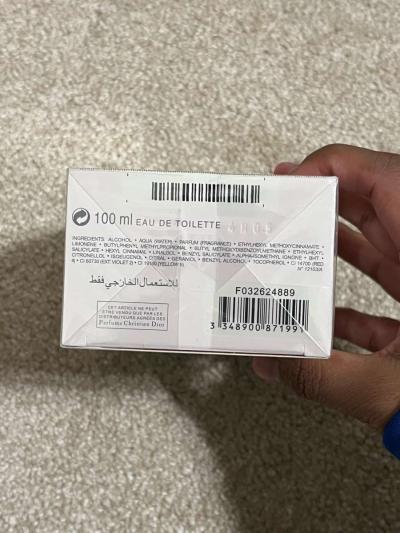 100 ml EAU DE TOILETTE 4R03
INGREDIENTS: ALCOHOL • AQUA (WATER) • PARFUM (FRAGRANCE) • ETHYLHEXYL METHOXYCINNAMATE •
LIMONENE • BUTYLPHENYL METHYLPROPIONAL • BUTYL METHOXYDIBENZOYLMETHANE • ETHYLHEXYL
SALICYLATE • HEXYL CINNAMAL • LINALOOL • BENZYL SALICYLATE • ALPHA-ISOMETHYL IONONE • BHT •
CITRONELLOL • ISOEUGENOL • CITRAL • GERANIOL • BENZYL ALCOHOL • TOCOPHEROL • CI 14700 (RED
4) • CI 60730 (EXT VIOLET 2) • CI 19140 (YELLOW 5)
للاستعمال الخارجي فقط
CET ARTICLE NE PEUT
ÊTRE VENDU QUE PAR LES
DISTRIBUTEURS AGRÉÉS DES
Parfums Christian Dior
F032624889
3 348900 871991